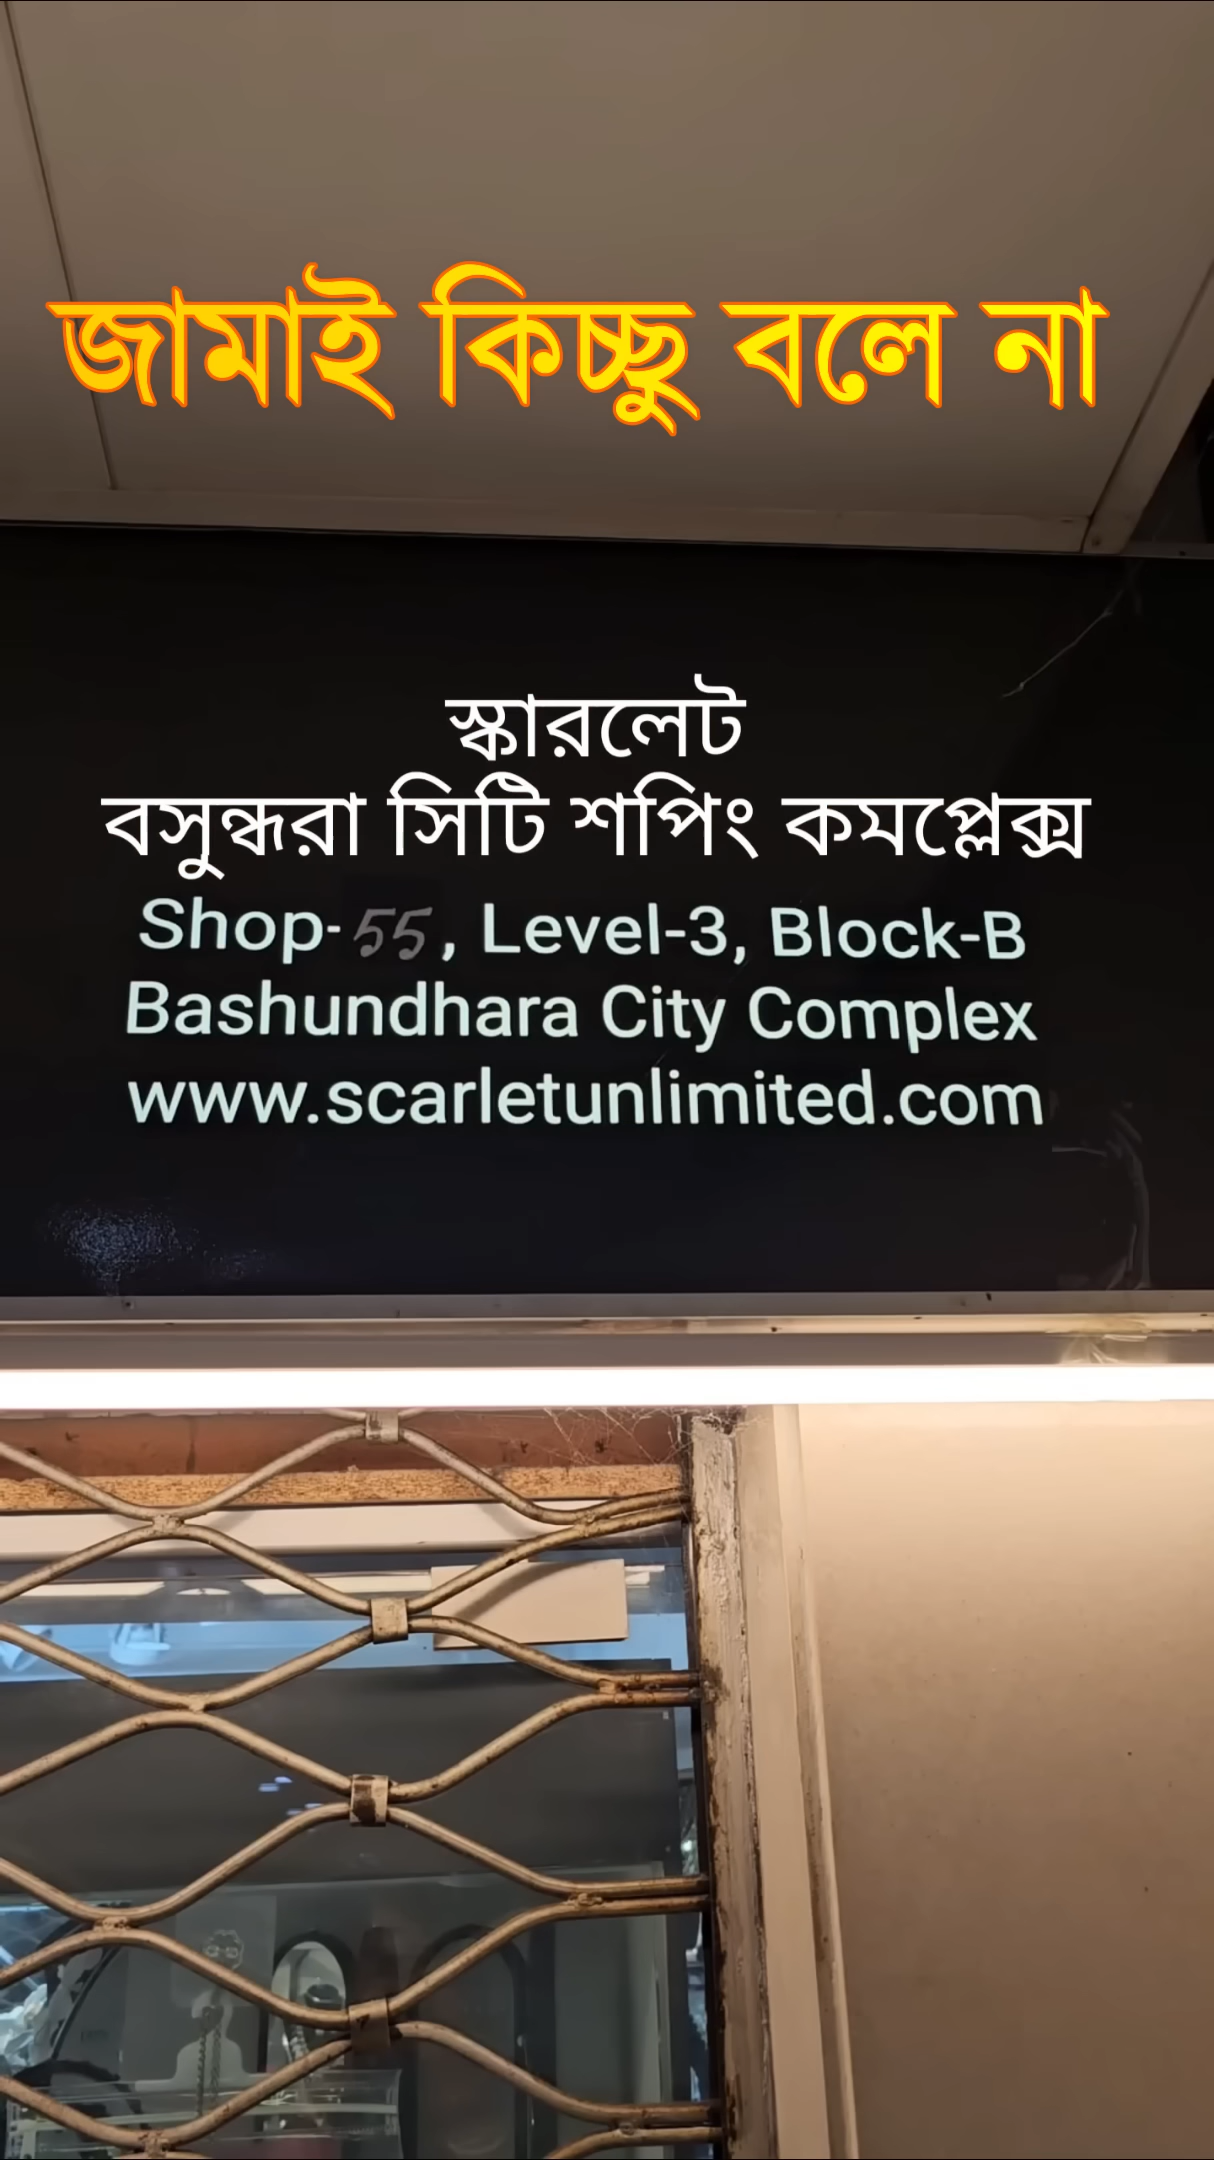 জামাই কিচ্ছু বলে না
স্কারলেট
বসুন্ধরা সিটি শপিং কমপ্লেক্স
Shop-55, Level-3, Block-B
Bashundhara City Complex
www.scarletunlimited.com